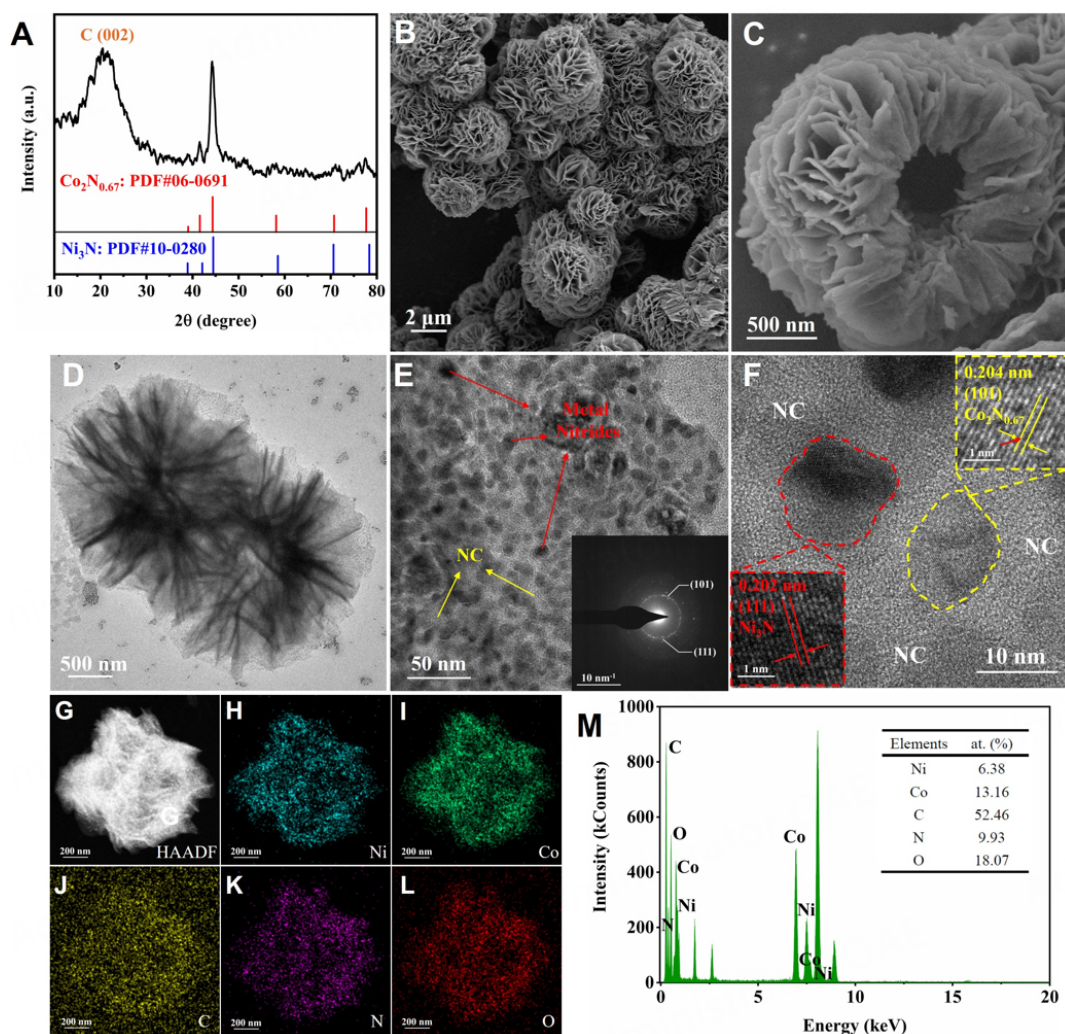 A
C (002)
Intensity (a.u.)
Co₂N₀.₆₇: PDF#06-0691
Ni₃N: PDF#10-0280
10 20 30 40 50 60 70 80
2θ (degree)
B
2 μm
C
500 nm
D
500 nm
E
Metal
Nitrides
NC
50 nm
(101)
(111)
10 nm⁻¹
F
NC
0.204 nm
(101)
Co₂N₀.₆₇
1 nm
NC
0.202 nm
(111)
Ni₃N
1 nm
NC
10 nm
G
G
200 nm
HAADF
H
200 nm
Ni
I
200 nm
Co
J
200 nm
C
K
200 nm
N
L
200 nm
O
M
Intensity (kCounts)
1000
800
600
400
200
0
C
O
Co
Ni
N
Co
Ni
Co
Ni
Elements at. (%)
Ni 6.38
Co 13.16
C 52.46
N 9.93
O 18.07
0 5 10 15 20
Energy (keV)